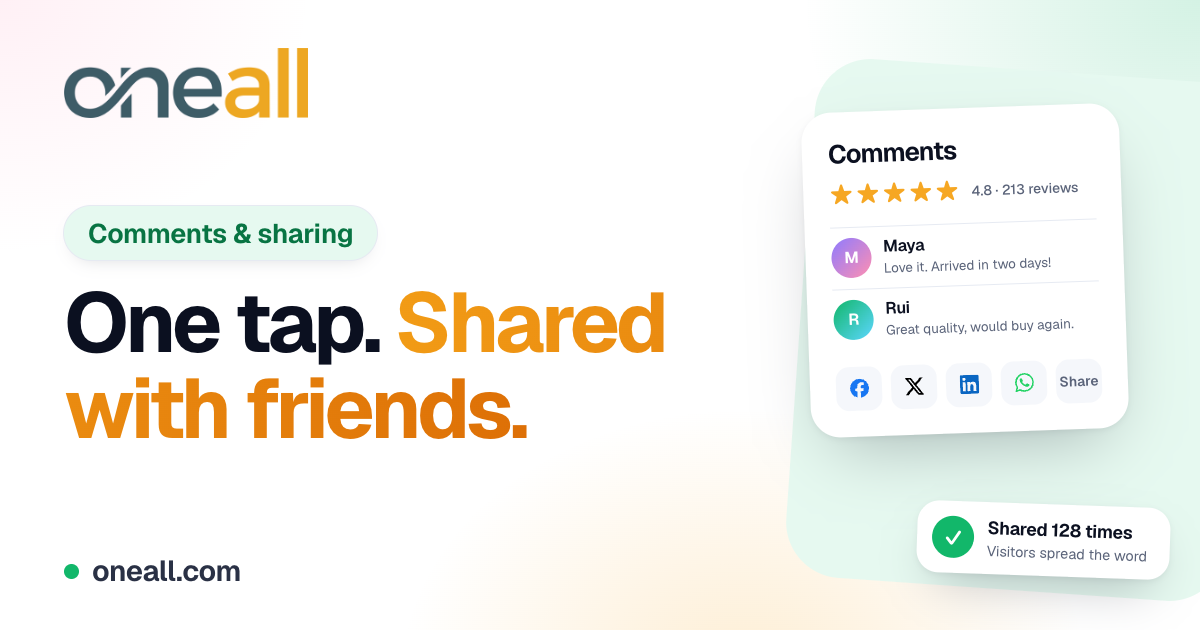 oneall
Comments & sharing
One tap. Shared
with friends.
oneall.com
Comments
4.8 · 213 reviews
M
Maya
Love it. Arrived in two days!
R
Rui
Great quality, would buy again.
Share
Shared 128 times
Visitors spread the word